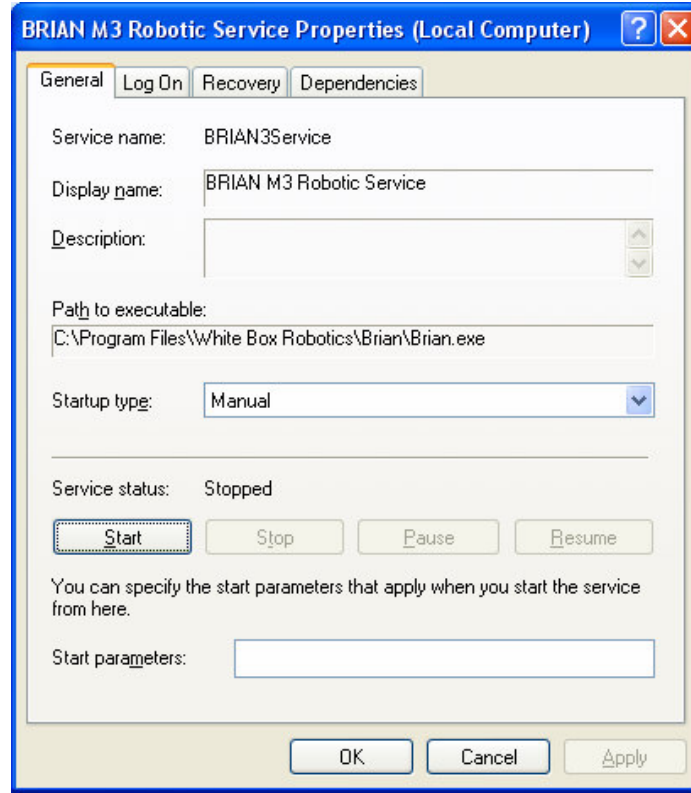 BRIAN M3 Robotic Service Properties (Local Computer)
General Log On Recovery Dependencies
Service name: BRIAN3Service
Display name: BRIAN M3 Robotic Service
Description:
Path to executable:
C:\Program Files\White Box Robotics\Brian\Brian.exe
Startup type: Manual
Service status: Stopped
Start Stop Pause Resume
You can specify the start parameters that apply when you start the service
from here.
Start parameters:
OK Cancel Apply